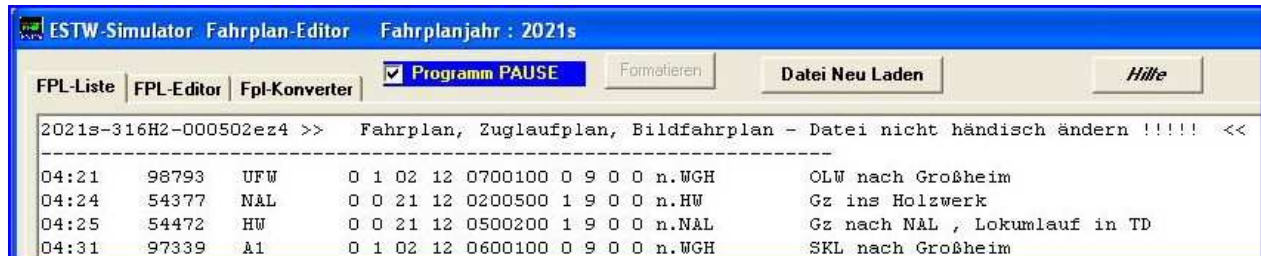 ESTW-Simulator Fahrplan-Editor Fahrplanjahr : 2021s
FPL-Liste FPL-Editor Fpl-Konverter Programm PAUSE Formatieren Datei Neu Laden Hilfe
2021s-316H2-000502ez4 >> Fahrplan, Zuglaufplan, Bildfahrplan - Datei nicht händisch ändern !!!!! <<
--------------------------------------------------------------------
04:21 98793 UFW 0 1 02 12 0700100 0 9 0 0 n.WGH OLW nach Großheim
04:24 54377 NAL 0 0 21 12 0200500 1 9 0 0 n.HW Gz ins Holzwerk
04:25 54472 HW 0 0 21 12 0500200 1 9 0 0 n.NAL Gz nach NAL , Lokumlauf in TD
04:31 97339 A1 0 1 02 12 0600100 0 9 0 0 n.WGH SKL nach Großheim